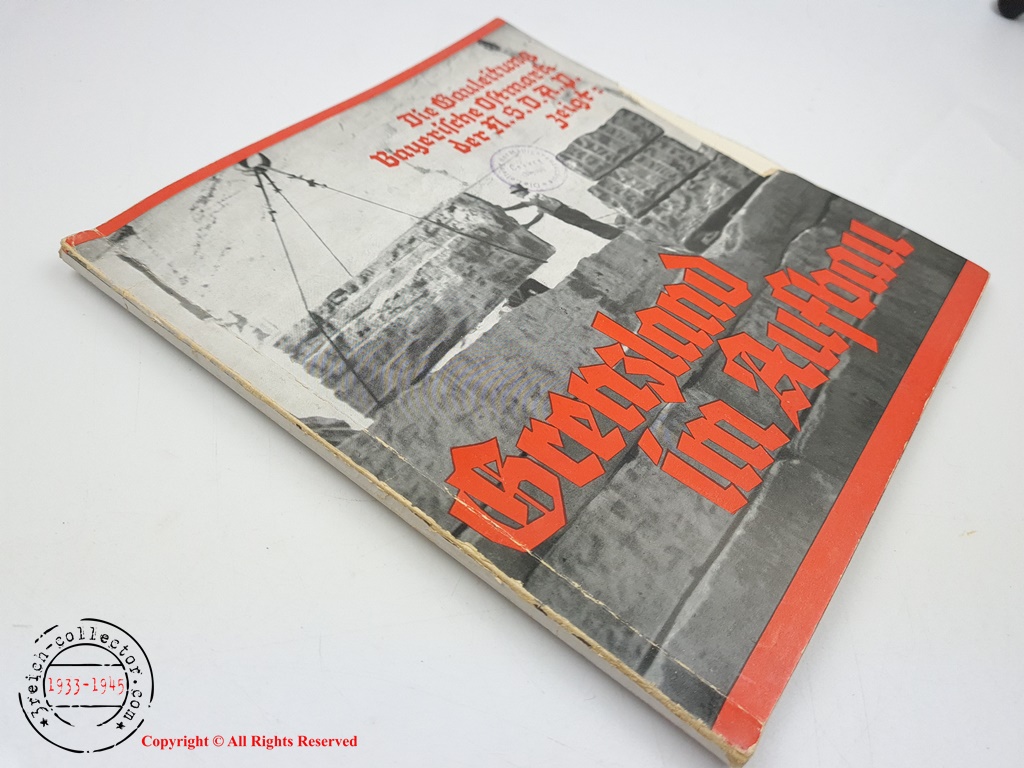 Die Gauleitung
Bayerische Ostmark
der N.S.D.A.P.
zeigt:
Grenzland
im Aufbau
3reich-collector.com
1933-1945
Copyright © All Rights Reserved